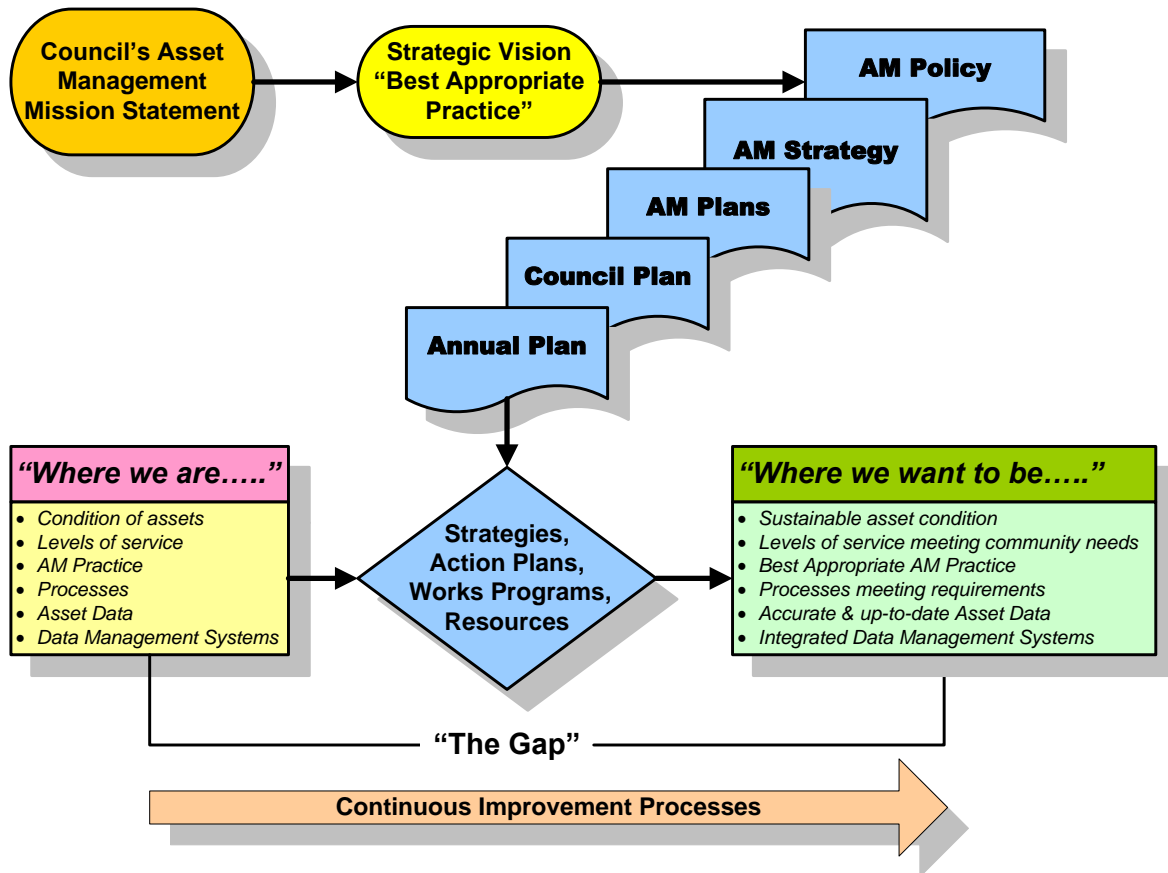 Council's Asset
Management
Mission Statement
Strategic Vision
“Best Appropriate
Practice”
AM Policy
AM Strategy
AM Plans
Council Plan
Annual Plan
“Where we are…..”
• Condition of assets
• Levels of service
• AM Practice
• Processes
• Asset Data
• Data Management Systems
Strategies,
Action Plans,
Works Programs,
Resources
“Where we want to be…..”
• Sustainable asset condition
• Levels of service meeting community needs
• Best Appropriate AM Practice
• Processes meeting requirements
• Accurate & up-to-date Asset Data
• Integrated Data Management Systems
“The Gap”
Continuous Improvement Processes